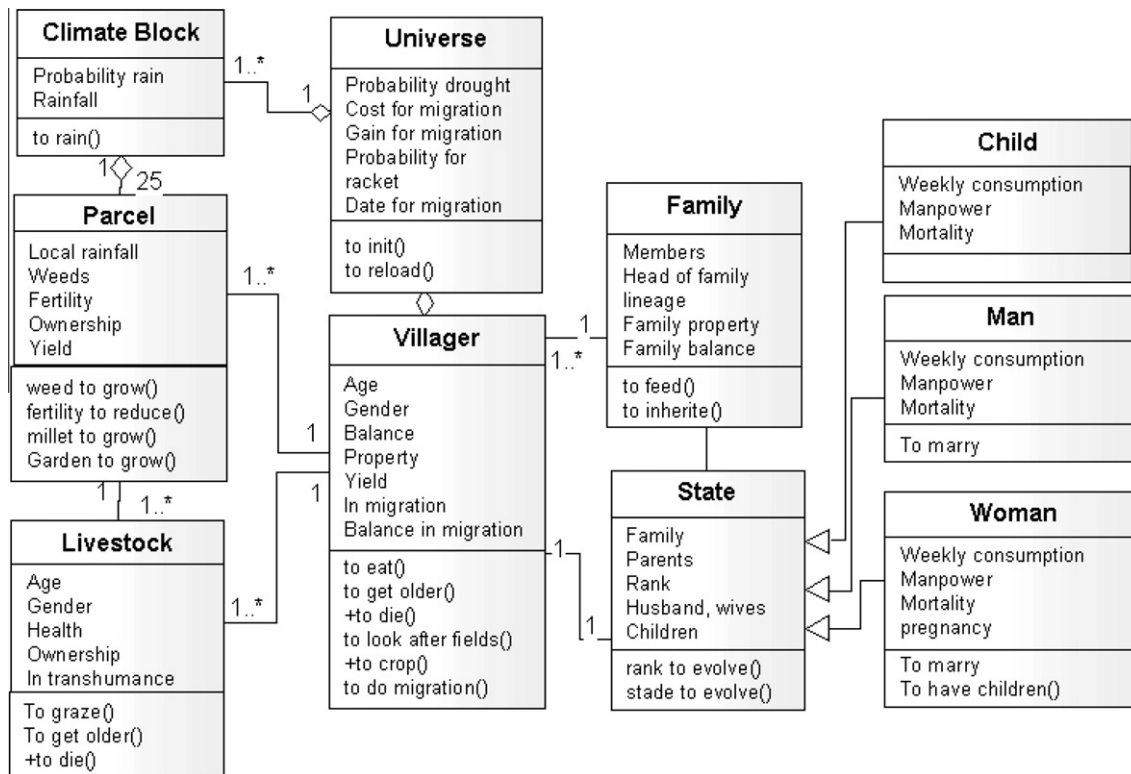 Climate Block
Probability rain
Rainfall
to rain()
1..*
1
Universe
Probability drought
Cost for migration
Gain for migration
Probability for
racket
Date for migration
to init()
to reload()
1
25
Parcel
Local rainfall
Weeds
Fertility
Ownership
Yield
weed to grow()
fertility to reduce()
millet to grow()
Garden to grow()
1..*
1
1
1..*
Livestock
Age
Gender
Health
Ownership
In transhumance
To graze()
To get older()
+to die()
1..*
1
Villager
Age
Gender
Balance
Property
Yield
In migration
Balance in migration
to eat()
to get older()
+to die()
to look after fields()
+to crop()
to do migration()
1
1..*
Family
Members
Head of family
lineage
Family property
Family balance
to feed()
to inherite()
1
1
State
Family
Parents
Rank
Husband, wives
Children
rank to evolve()
stade to evolve()
Child
Weekly consumption
Manpower
Mortality
Man
Weekly consumption
Manpower
Mortality
To marry
Woman
Weekly consumption
Manpower
Mortality
pregnancy
To marry
To have children()